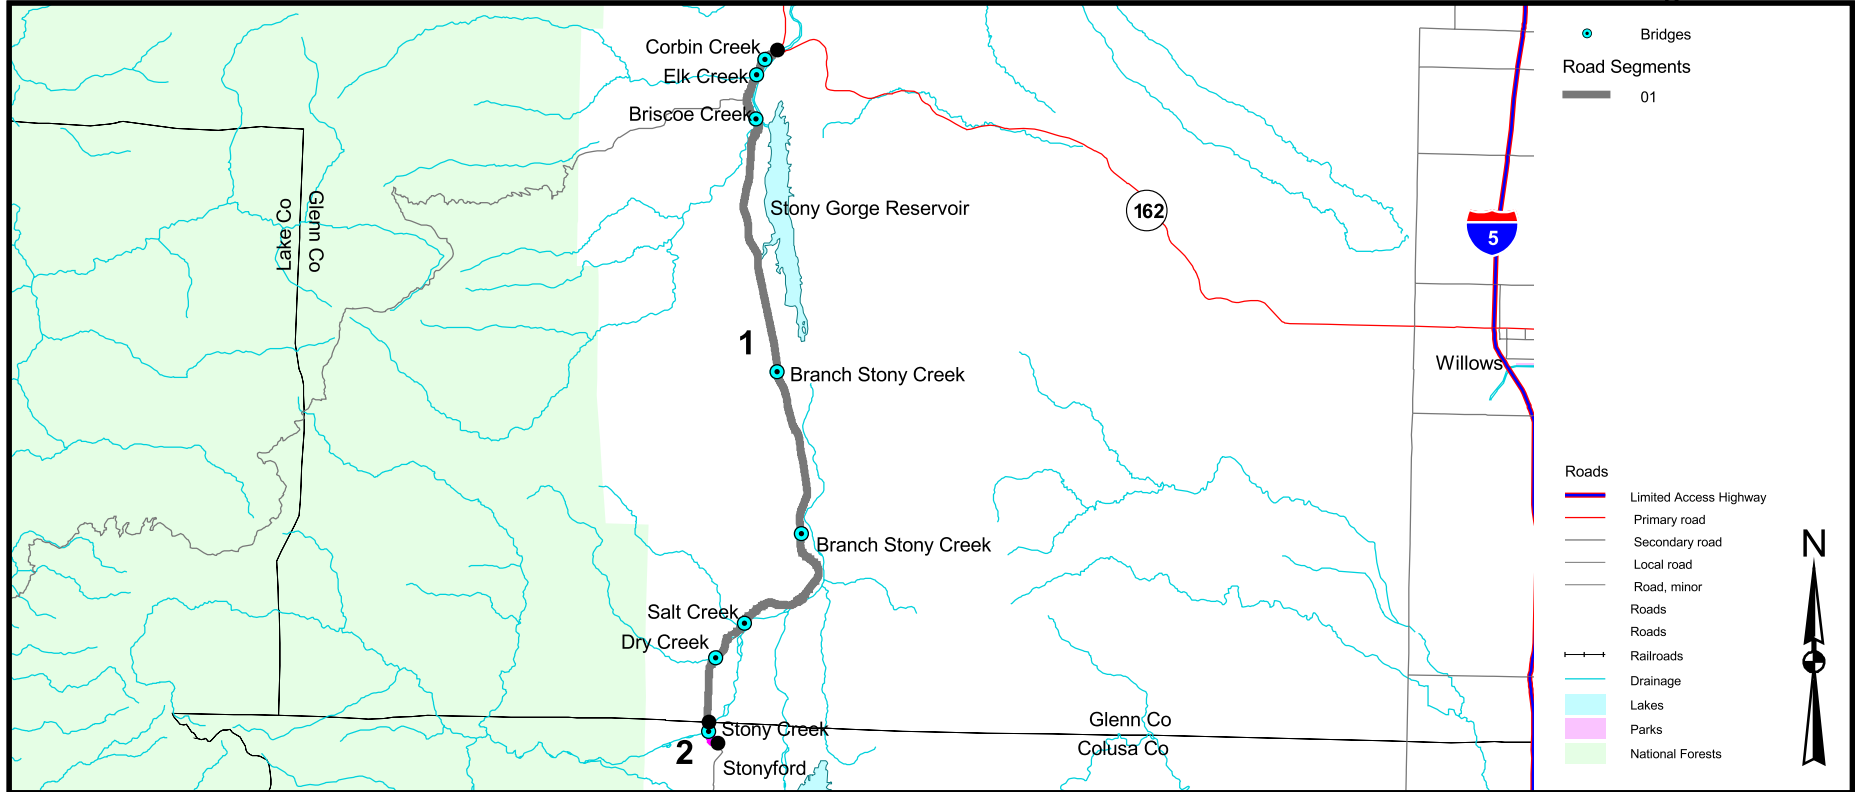 Corbin Creek
Elk Creek
Briscoe Creek
Lake Co
Glenn Co
Stony Gorge Reservoir
162
5
1
Branch Stony Creek
Willows
Branch Stony Creek
Salt Creek
Dry Creek
Stony Creek
2
Stonyford
Glenn Co
Colusa Co
Bridges
Road Segments
01
Roads
Limited Access Highway
Primary road
Secondary road
Local road
Road, minor
Roads
Roads
Railroads
Drainage
Lakes
Parks
National Forests
N